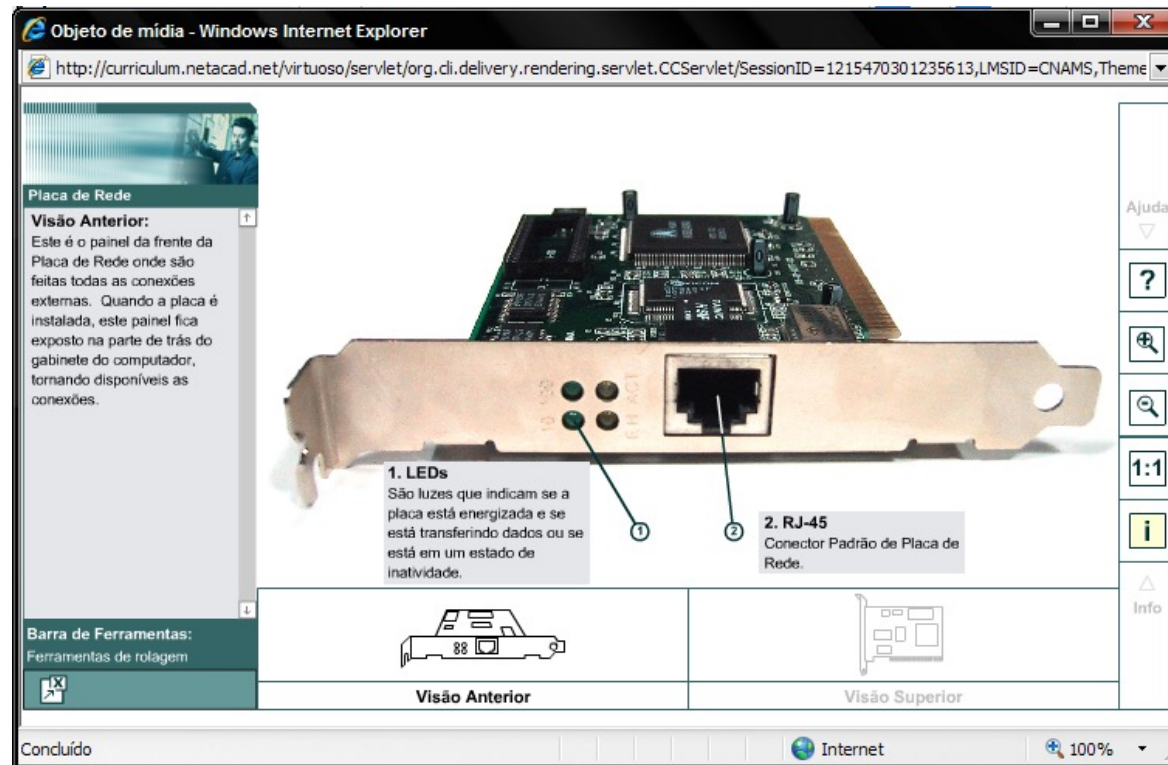 Objeto de mídia - Windows Internet Explorer
http://curriculum.netacad.net/virtuoso/servlet/org.cli.delivery.rendering.servlet.CCServlet/SessionID=1215470301235613,LMSID=CNAMS,Theme
Placa de Rede
Visão Anterior:
Este é o painel da frente da
Placa de Rede onde são
feitas todas as conexões
externas. Quando a placa é
instalada, este painel fica
exposto na parte de trás do
gabinete do computador,
tornando disponíveis as
conexões.
10 100
ACT
1. LEDs
São luzes que indicam se a
placa está energizada e se
está transferindo dados ou se
está em um estado de
inatividade.
1
2
2. RJ-45
Conector Padrão de Placa de
Rede.
Ajuda
?
1:1
i
Info
Barra de Ferramentas:
Ferramentas de rolagem
Visão Anterior
Visão Superior
Concluído
Internet
100%